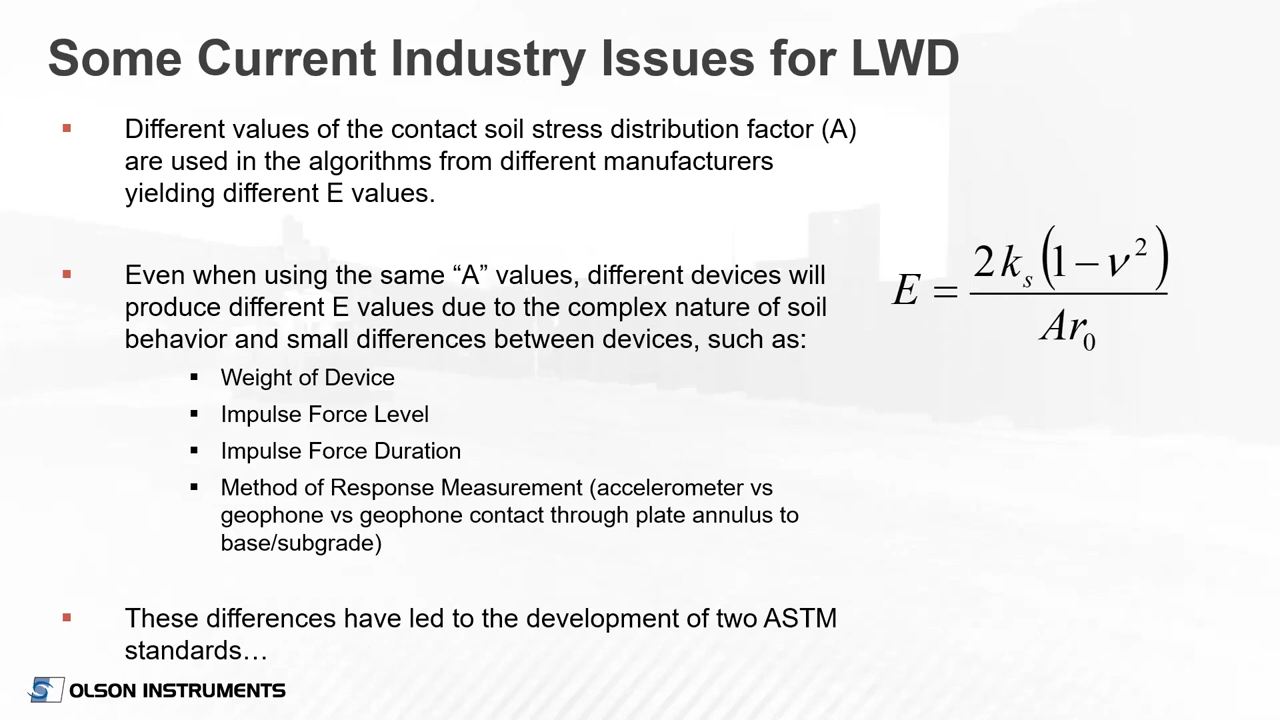 Some Current Industry Issues for LWD
▪ Different values of the contact soil stress distribution factor (A)
are used in the algorithms from different manufacturers
yielding different E values.
▪ Even when using the same “A” values, different devices will
produce different E values due to the complex nature of soil
behavior and small differences between devices, such as:
▪ Weight of Device
▪ Impulse Force Level
▪ Impulse Force Duration
▪ Method of Response Measurement (accelerometer vs
geophone vs geophone contact through plate annulus to
base/subgrade)
▪ These differences have led to the development of two ASTM
standards…
E = 2k_s(1 − ν²) / Ar₀
OLSON INSTRUMENTS